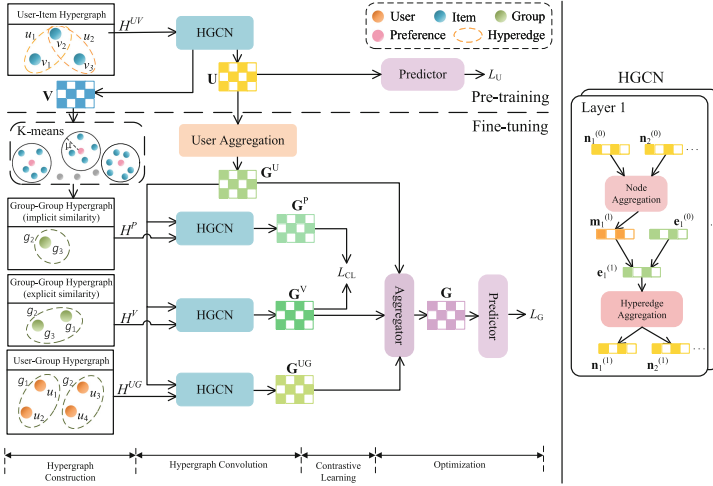 User-Item Hypergraph
u₁ v₂ u₂
v₁ v₃
H^{UV}
HGCN
User Item Group
Preference Hyperedge
V
U
Predictor
L_U
Pre-training
Fine-tuning
K-means
μ
User Aggregation
G^U
Group-Group Hypergraph
(implicit similarity)
g₂
g₃
H^P
HGCN
G^P
L_{CL}
Group-Group Hypergraph
(explicit similarity)
g₂
g₃ g₁
H^V
HGCN
G^V
Aggregator
G
Predictor
L_G
User-Group Hypergraph
g₁ u₁ g₂ u₃
u₂ u₄
H^{UG}
HGCN
G^{UG}
Hypergraph
Construction
Hypergraph Convolution
Contrastive
Learning
Optimization
HGCN
Layer 1
n₁^{(0)} n₂^{(0)}
...
Node
Aggregation
m₁^{(1)} e₁^{(0)}
e₁^{(1)}
Hyperedge
Aggregation
...
n₁^{(1)} n₂^{(1)}